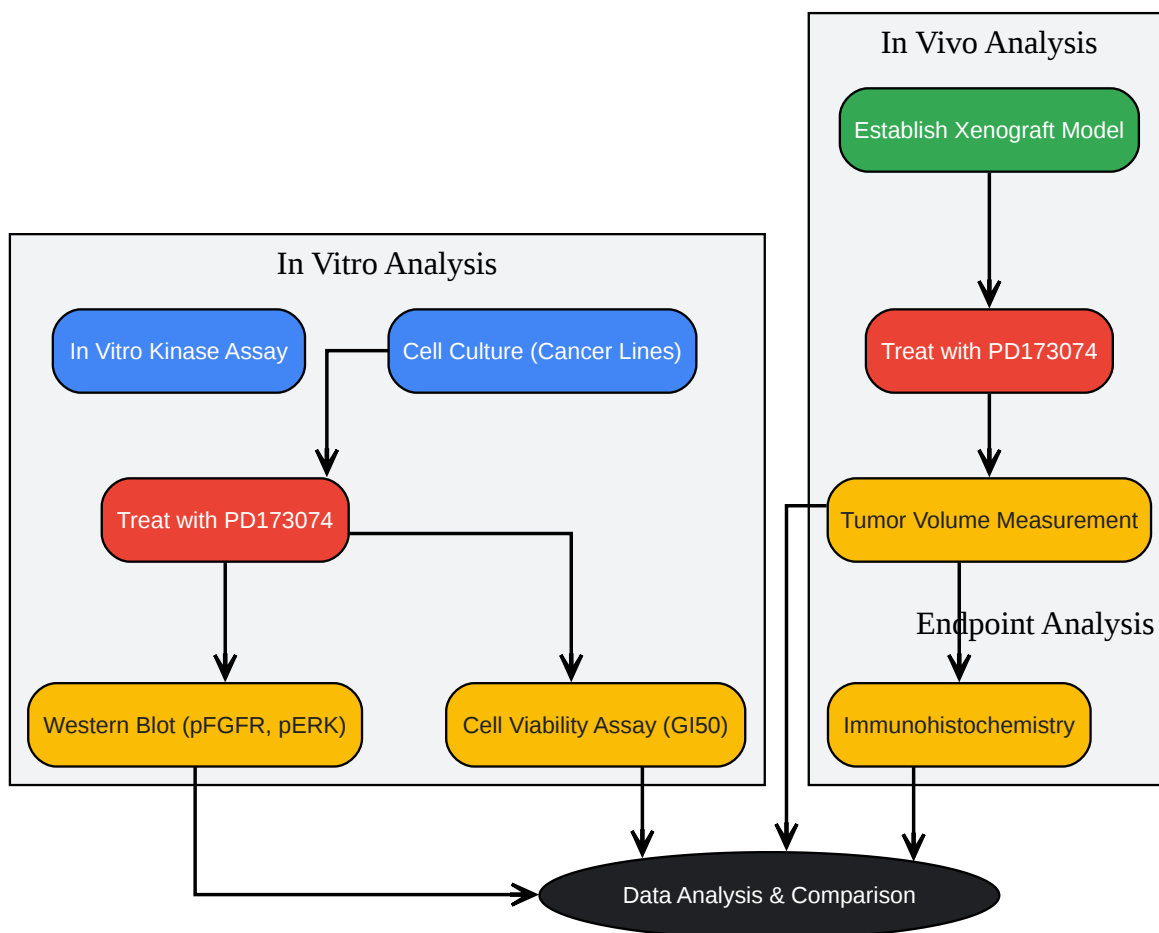 In Vivo Analysis
Establish Xenograft Model
Treat with PD173074
Tumor Volume Measurement
Endpoint Analysis
Immunohistochemistry
In Vitro Analysis
In Vitro Kinase Assay
Cell Culture (Cancer Lines)
Treat with PD173074
Western Blot (pFGFR, pERK)
Cell Viability Assay (GI50)
Data Analysis & Comparison